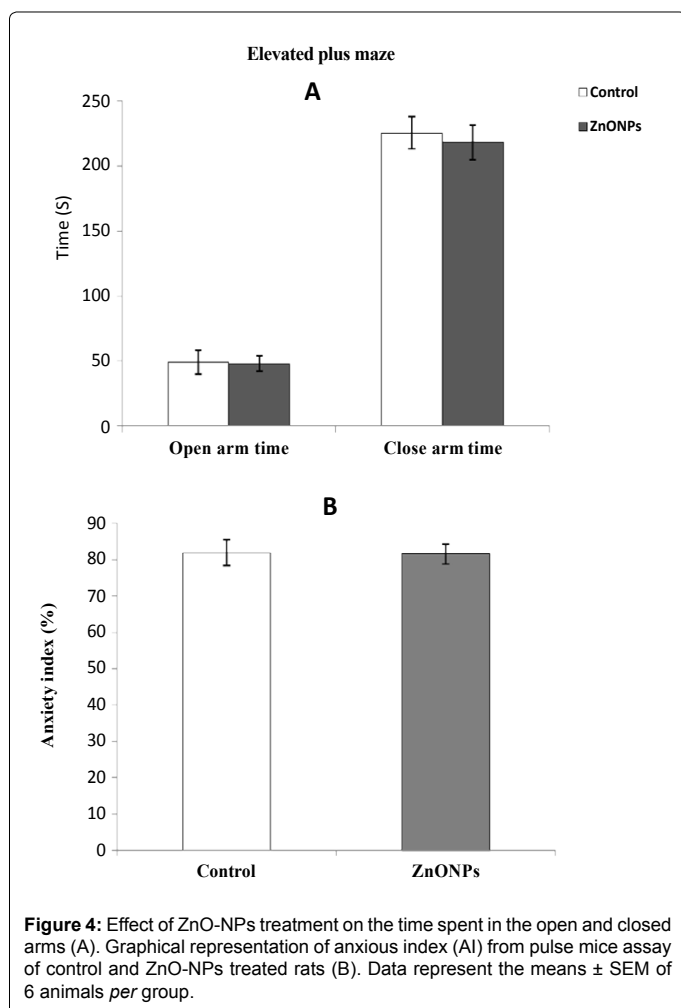 Elevated plus maze
A
Control
ZnONPs
250
200
150
100
50
0
Time (S)
Open arm time
Close arm time
B
90
80
70
60
50
40
30
20
10
0
Anxiety index (%)
Control
ZnONPs
Figure 4: Effect of ZnO-NPs treatment on the time spent in the open and closed
arms (A). Graphical representation of anxious index (AI) from pulse mice assay
of control and ZnO-NPs treated rats (B). Data represent the means ± SEM of
6 animals per group.